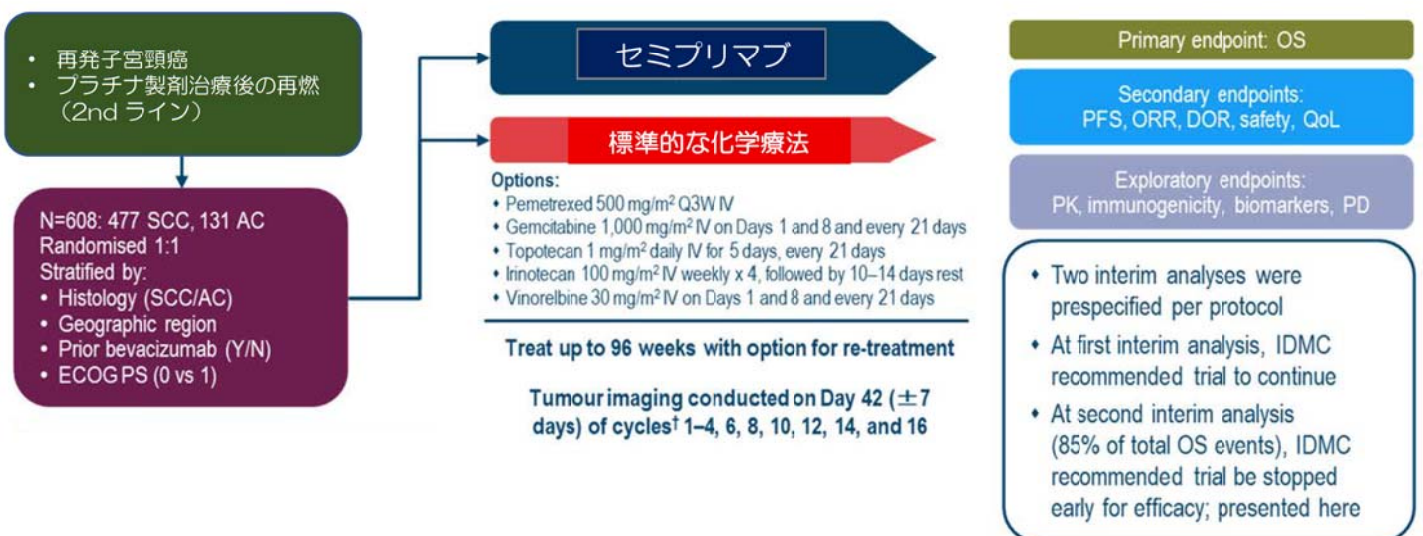 • 再発子宮頸癌
• プラチナ製剤治療後の再燃
（2nd ライン）
N=608: 477 SCC, 131 AC
Randomised 1:1
Stratified by:
• Histology (SCC/AC)
• Geographic region
• Prior bevacizumab (Y/N)
• ECOG PS (0 vs 1)
セミプリマブ
標準的な化学療法
Options:
• Pemetrexed 500 mg/m² Q3W IV
• Gemcitabine 1,000 mg/m² IV on Days 1 and 8 and every 21 days
• Topotecan 1 mg/m² daily IV for 5 days, every 21 days
• Irinotecan 100 mg/m² IV weekly x 4, followed by 10–14 days rest
• Vinorelbine 30 mg/m² IV on Days 1 and 8 and every 21 days
Treat up to 96 weeks with option for re-treatment
Tumour imaging conducted on Day 42 (±7
days) of cycles† 1–4, 6, 8, 10, 12, 14, and 16
Primary endpoint: OS
Secondary endpoints:
PFS, ORR, DOR, safety, QoL
Exploratory endpoints:
PK, immunogenicity, biomarkers, PD
• Two interim analyses were
prespecified per protocol
• At first interim analysis, IDMC
recommended trial to continue
• At second interim analysis
(85% of total OS events), IDMC
recommended trial be stopped
early for efficacy; presented here